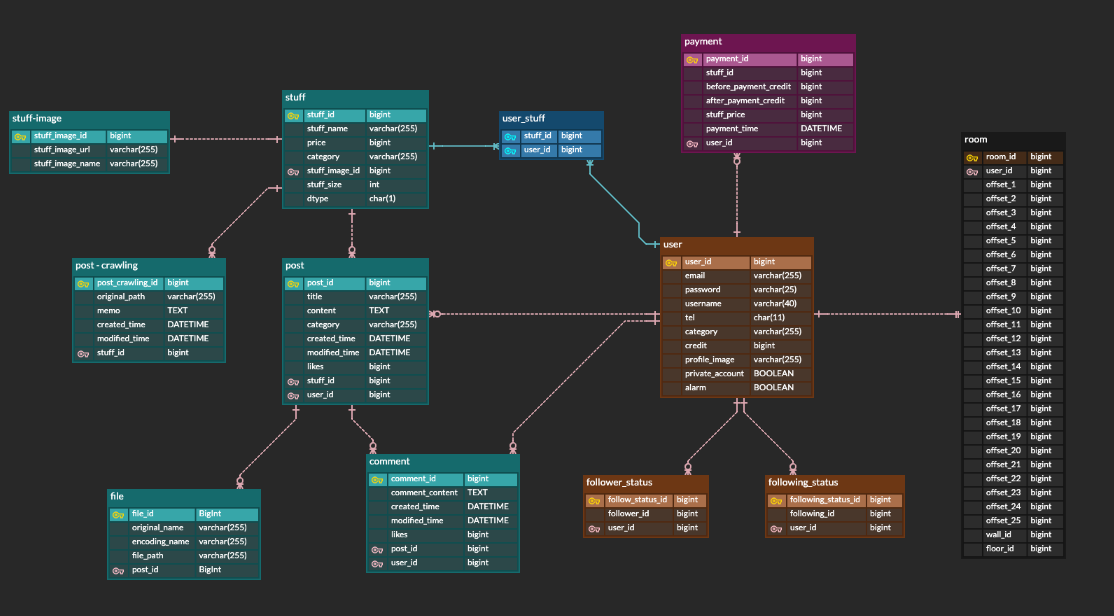 payment
payment_id bigint
stuff_id bigint
before_payment_credit bigint
after_payment_credit bigint
stuff_price bigint
payment_time DATETIME
user_id bigint
stuff
stuff_id bigint
stuff_name varchar(255)
price bigint
category varchar(255)
stuff_image_id bigint
stuff_size int
dtype char(1)
stuff-image
stuff_image_id bigint
stuff_image_url varchar(255)
stuff_image_name varchar(255)
user_stuff
stuff_id bigint
user_id bigint
room
room_id bigint
user_id bigint
offset_1 bigint
offset_2 bigint
offset_3 bigint
offset_4 bigint
offset_5 bigint
offset_6 bigint
offset_7 bigint
offset_8 bigint
offset_9 bigint
offset_10 bigint
offset_11 bigint
offset_12 bigint
offset_13 bigint
offset_14 bigint
offset_15 bigint
offset_16 bigint
offset_17 bigint
offset_18 bigint
offset_19 bigint
offset_20 bigint
offset_21 bigint
offset_22 bigint
offset_23 bigint
offset_24 bigint
offset_25 bigint
wall_id bigint
floor_id bigint
user
user_id bigint
email varchar(255)
password varchar(25)
username varchar(40)
tel char(11)
category varchar(255)
credit bigint
profile_image varchar(255)
private_account BOOLEAN
alarm BOOLEAN
post - crawling
post_crawling_id bigint
original_path varchar(255)
memo TEXT
created_time DATETIME
modified_time DATETIME
stuff_id bigint
post
post_id bigint
title varchar(255)
content TEXT
category varchar(255)
created_time DATETIME
modified_time DATETIME
likes bigint
stuff_id bigint
user_id bigint
comment
comment_id bigint
comment_content TEXT
created_time DATETIME
modified_time DATETIME
likes bigint
post_id bigint
user_id bigint
follower_status
follow_status_id bigint
follower_id bigint
user_id bigint
following_status
following_status_id bigint
following_id bigint
user_id bigint
file
file_id BigInt
original_name varchar(255)
encoding_name varchar(255)
file_path varchar(255)
post_id BigInt